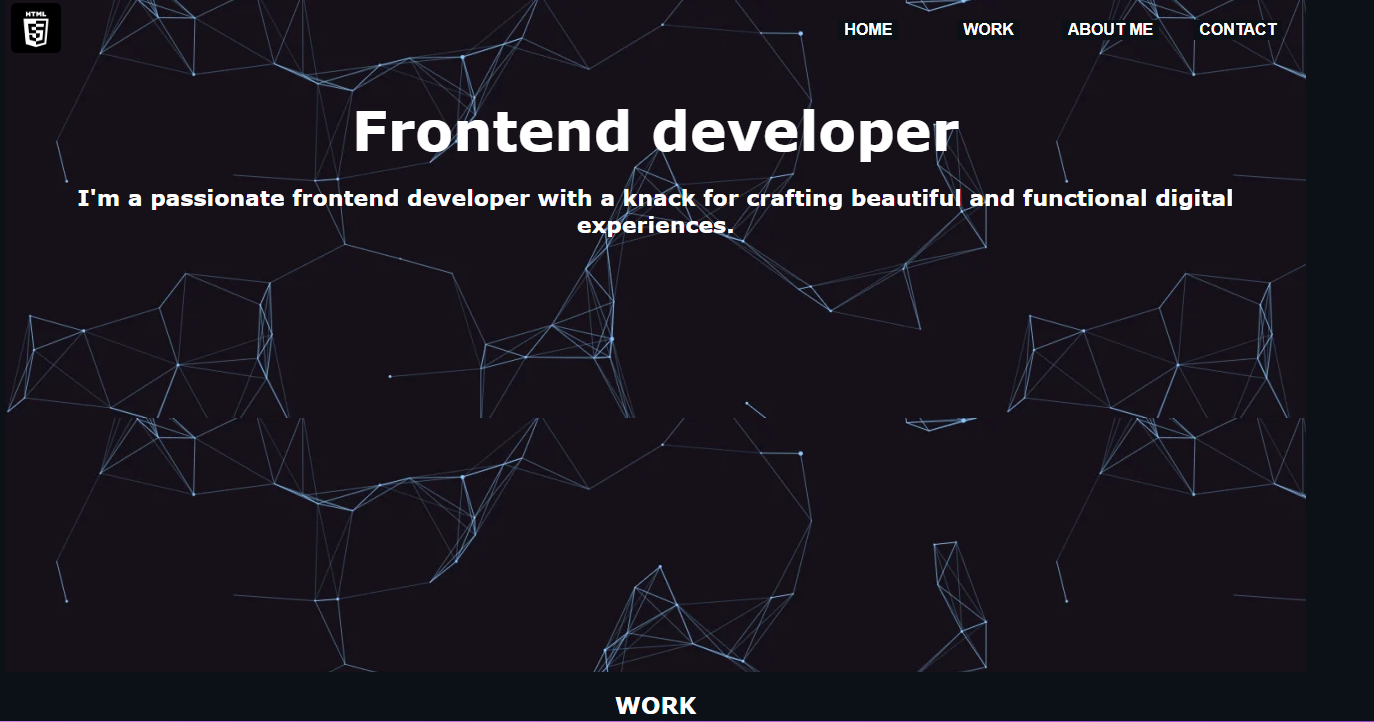 HTML
5
HOME WORK ABOUT ME CONTACT
Frontend developer
I'm a passionate frontend developer with a knack for crafting beautiful and functional digital
experiences.
WORK